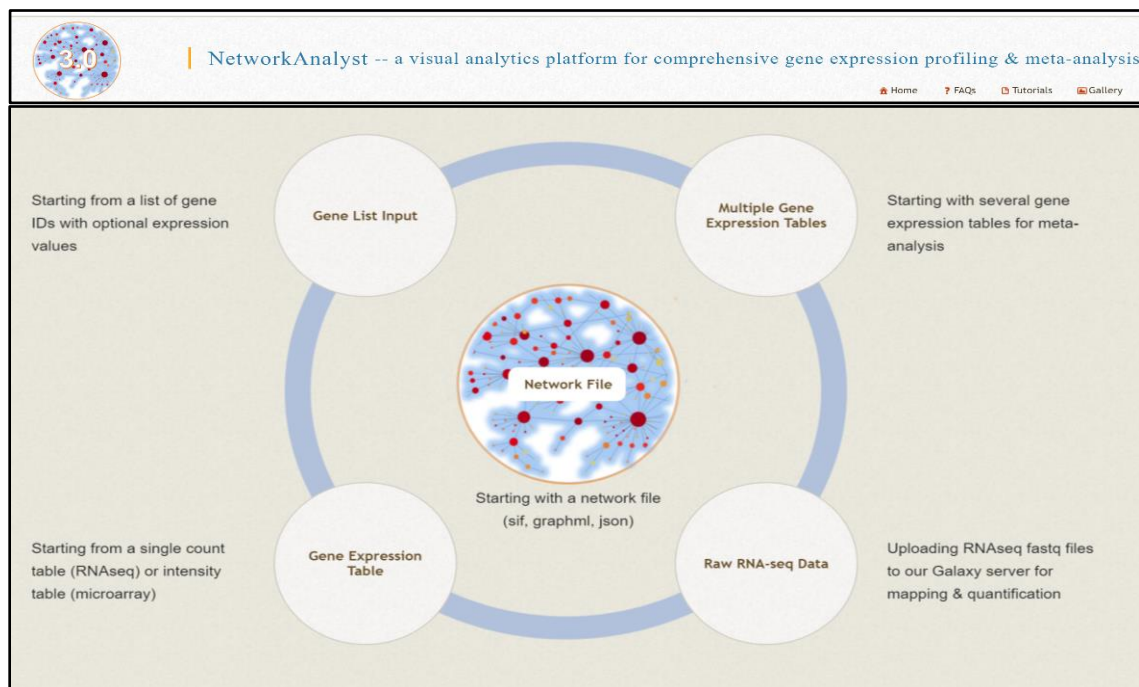 3.0
NetworkAnalyst -- a visual analytics platform for comprehensive gene expression profiling & meta-analysis
Home ? FAQs Tutorials Gallery
Starting from a list of gene
IDs with optional expression
values
Gene List Input
Multiple Gene
Expression Tables
Starting with several gene
expression tables for meta-
analysis
Network File
Starting with a network file
(sif, graphml, json)
Starting from a single count
table (RNAseq) or intensity
table (microarray)
Gene Expression
Table
Raw RNA-seq Data
Uploading RNAseq fastq files
to our Galaxy server for
mapping & quantification